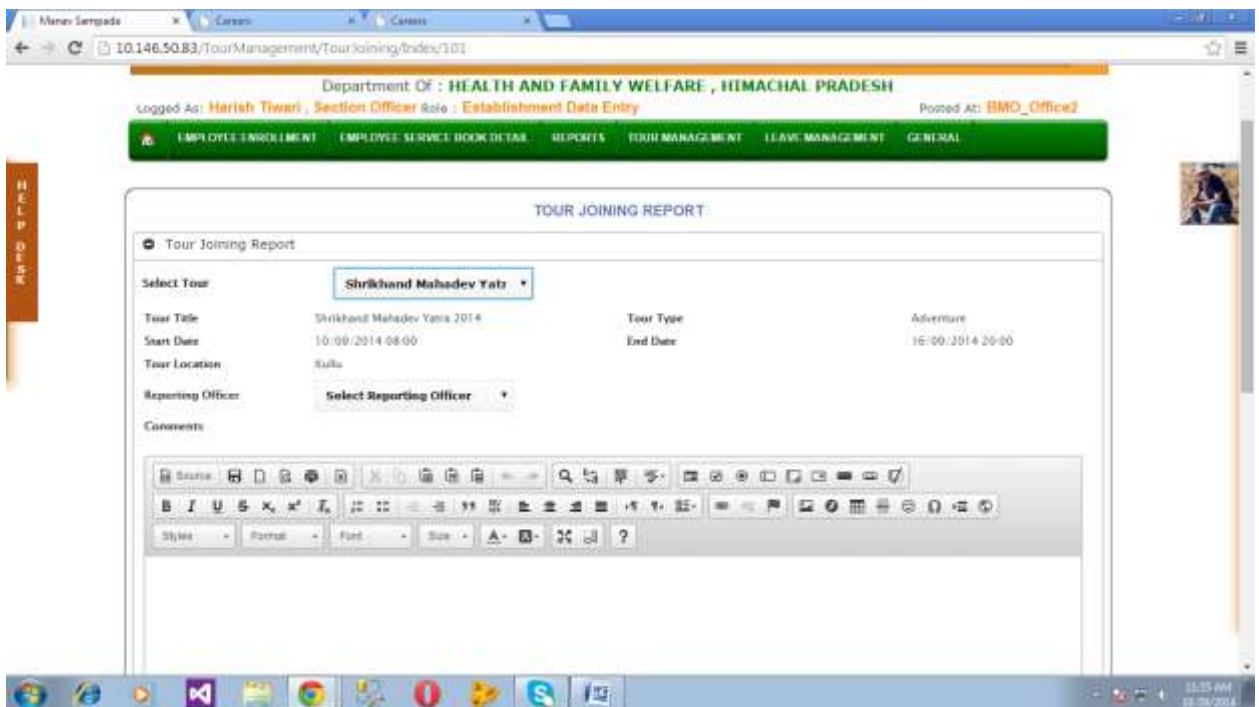 Manav Sampada
Careers
Careers
10.146.50.83/TourManagement/TourJoining/Index/101
Department Of : HEALTH AND FAMILY WELFARE , HIMACHAL PRADESH
Logged As: Harish Tiwari , Section Officer Role : Establishment Data Entry
Posted At: BMO_Office2
EMPLOYEE ENROLLMENT EMPLOYEE SERVICE BOOK DETAIL REPORTS TOUR MANAGEMENT LEAVE MANAGEMENT GENERAL
HELP DESK
TOUR JOINING REPORT
Tour Joining Report
Select Tour Shrikhand Mahadev Yatr
Tour Title Shrikhand Mahadev Yatra 2014 Tour Type Adventure
Start Date 10/09/2014 08:00 End Date 16/09/2014 20:00
Tour Location Kullu
Reporting Officer Select Reporting Officer
Comments
Source
Styles Format Font Size
11:55 AM